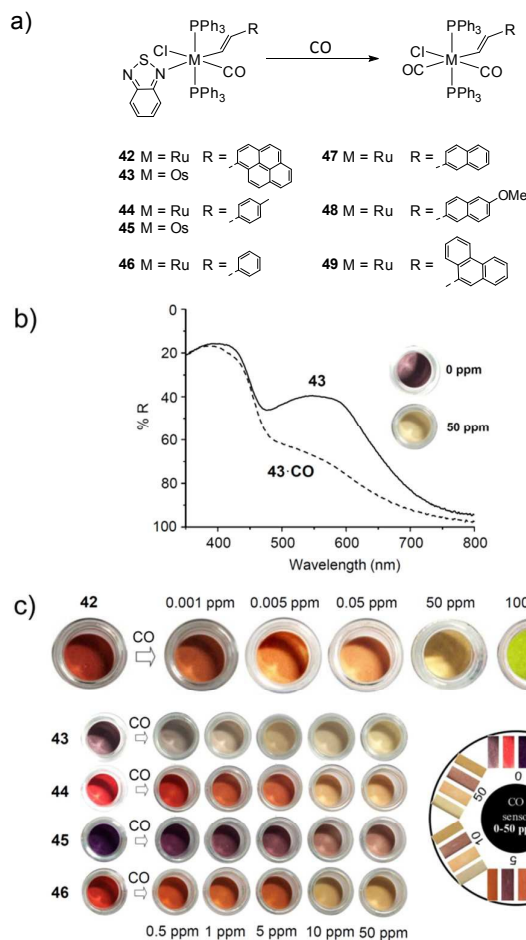 a)
PPh3
Cl
M
R
CO
N
S
N
PPh3
CO
PPh3
Cl
M
R
OC
CO
PPh3
42 M = Ru R =
43 M = Os
47 M = Ru R =
44 M = Ru R =
45 M = Os
48 M = Ru R =
OMe
46 M = Ru R =
49 M = Ru R =
b)
0
20
40
60
80
100
% R
43
43·CO
0 ppm
50 ppm
400 500 600 700 800
Wavelength (nm)
c)
42
0.001 ppm 0.005 ppm 0.05 ppm 50 ppm
CO
43 CO
44 CO
45 CO
46 CO
0.5 ppm 1 ppm 5 ppm 10 ppm 50 ppm
0
50
10
5
CO